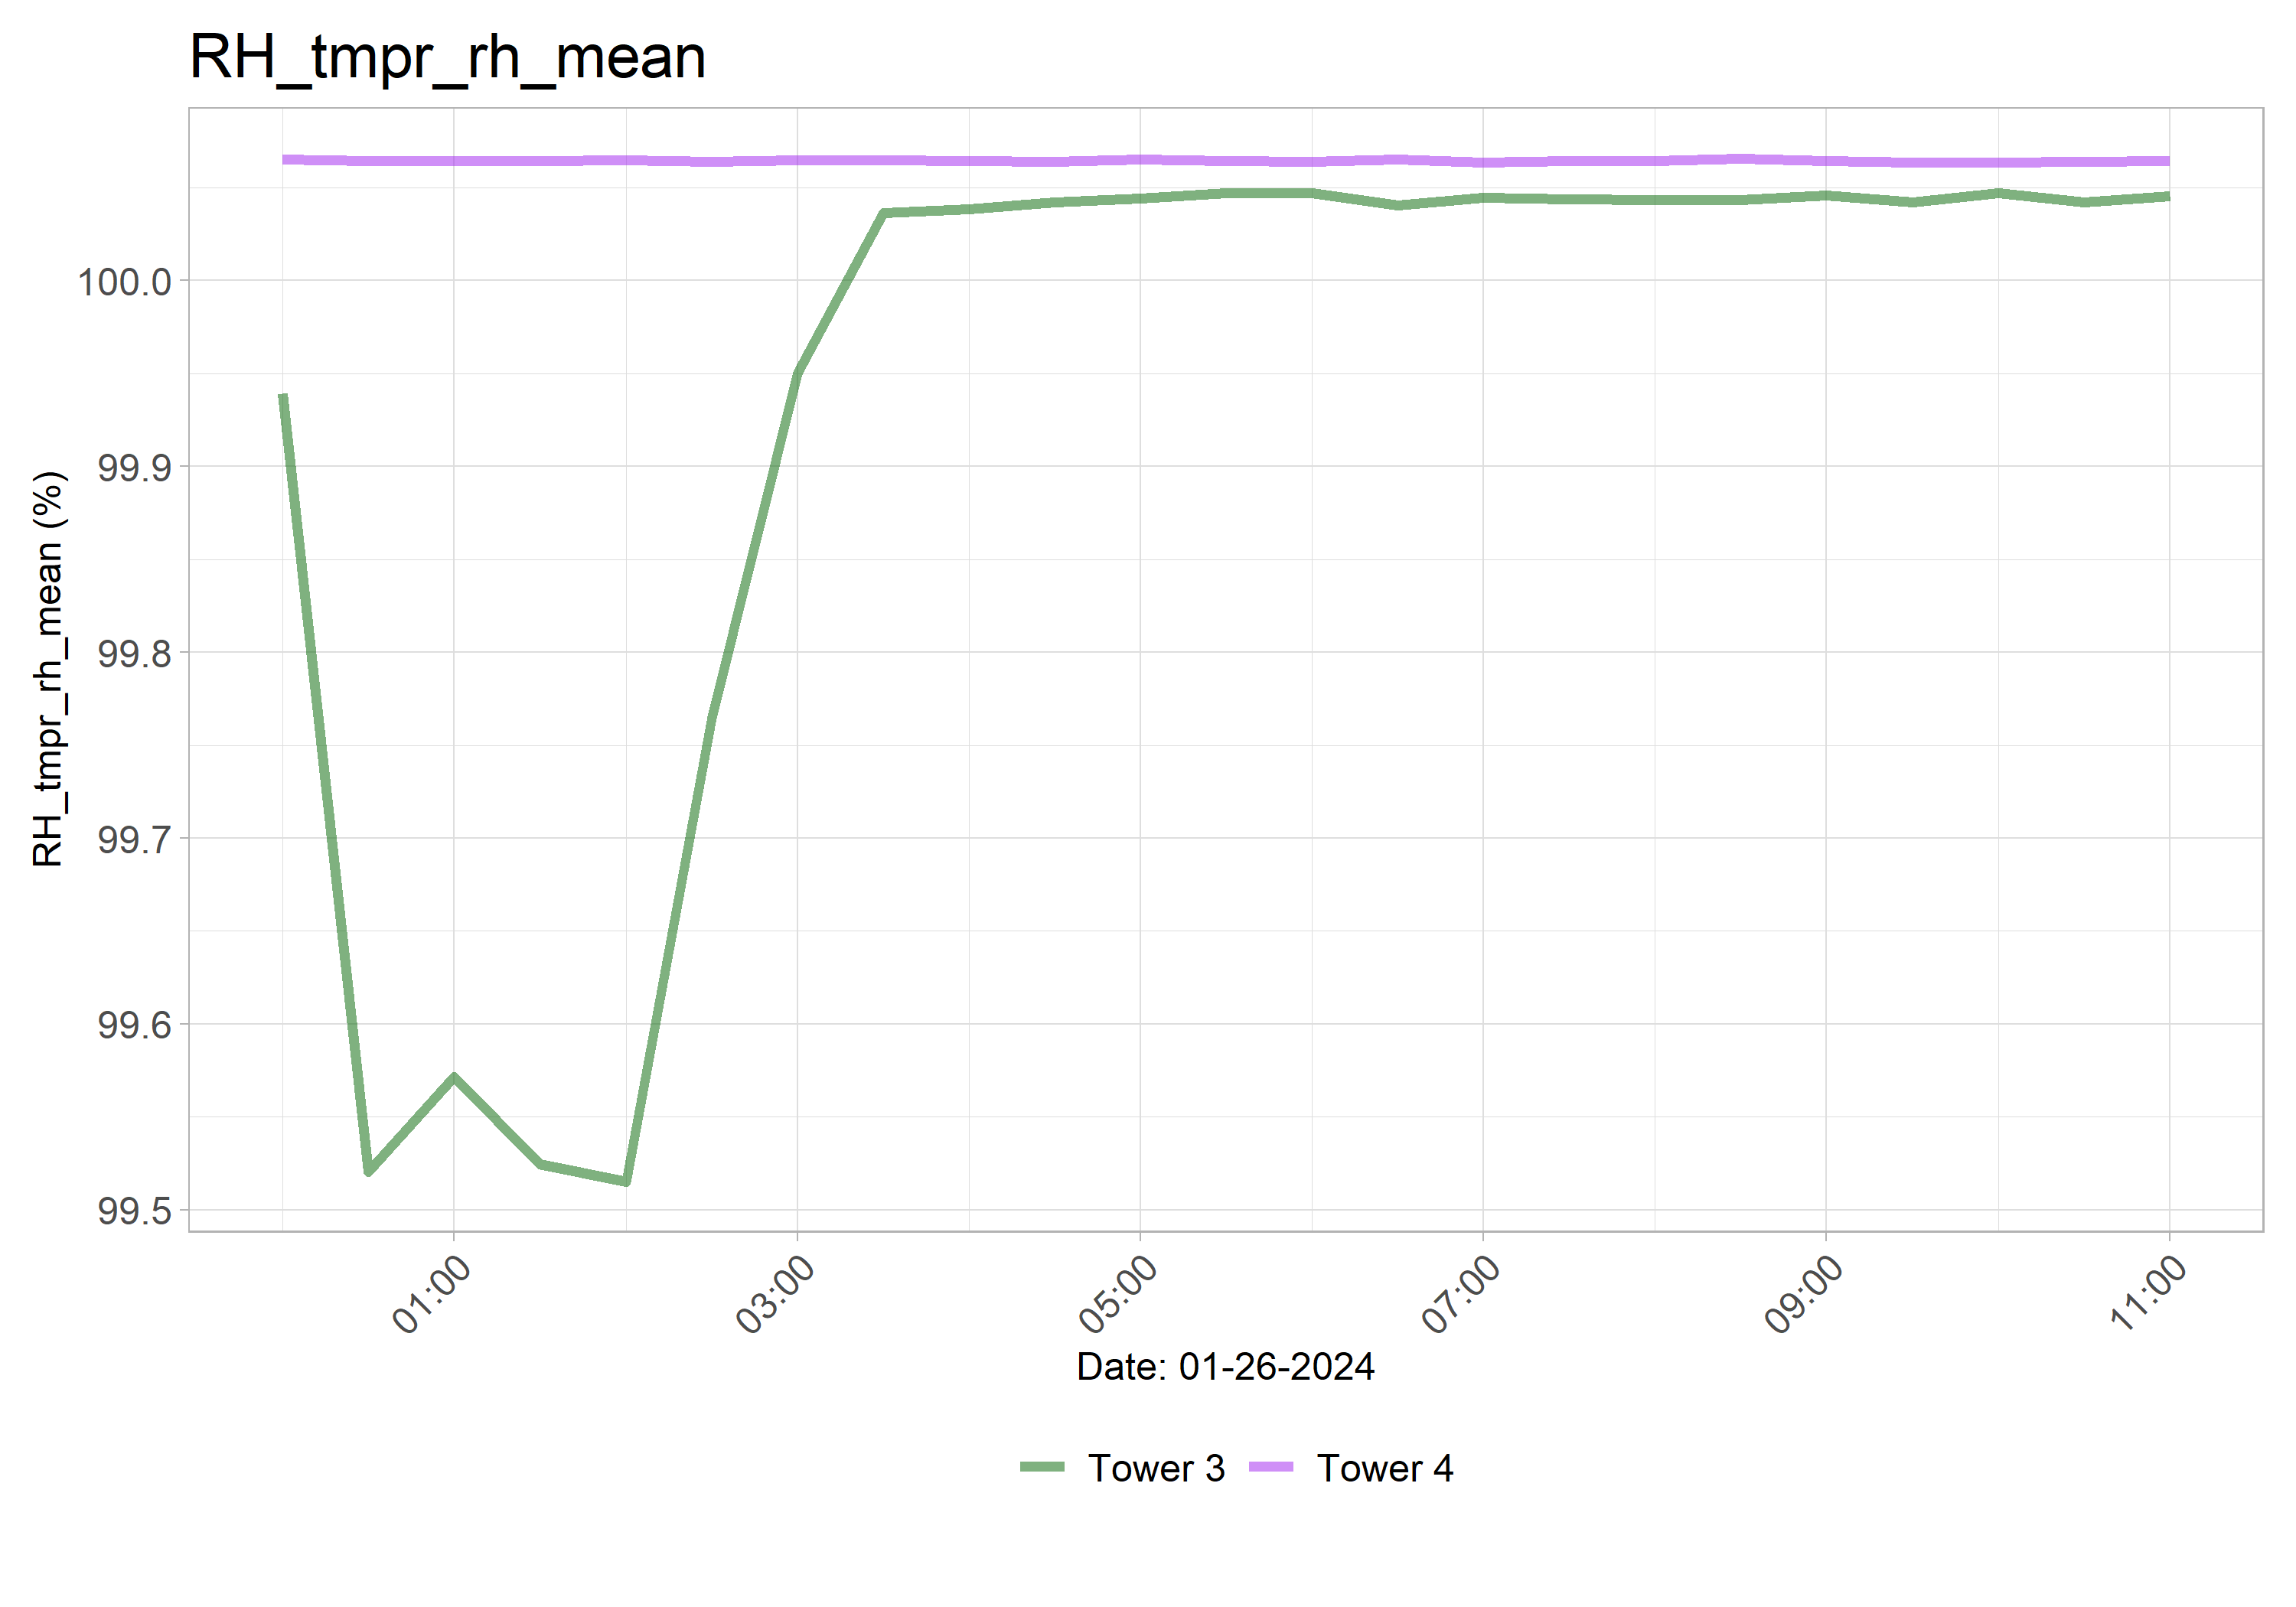 RH_tmpr_rh_mean
RH_tmpr_rh_mean (%)
100.0
99.9
99.8
99.7
99.6
99.5
01:00
03:00
05:00
07:00
09:00
11:00
Date: 01-26-2024
Tower 3
Tower 4